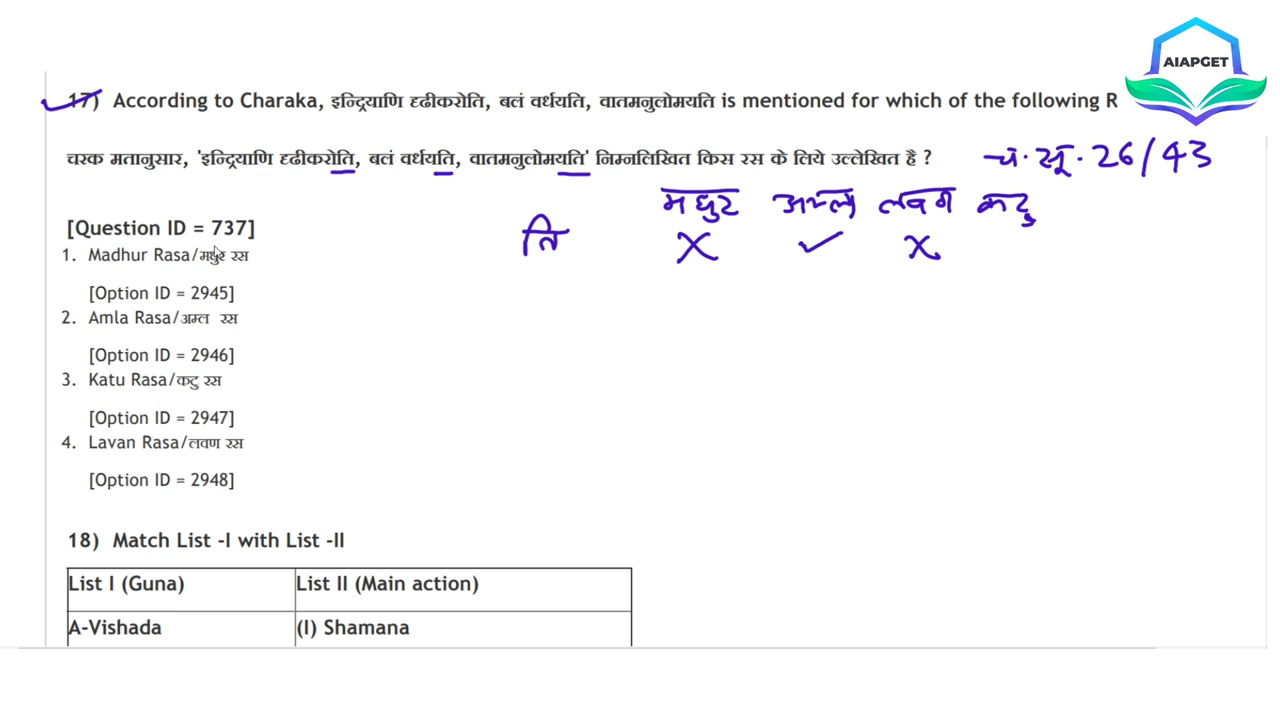 AIAPGET
17) According to Charaka, इन्द्रियाणि दृढीकरोति, बलं वर्धयति, वातमनुलोमयति is mentioned for which of the following R
चरक मतानुसार, 'इन्द्रियाणि दृढीकरोति, बलं वर्धयति, वातमनुलोमयति' निम्नलिखित किस रस के लिये उल्लेखित है ?
च. सू. 26/43
मधुर अम्ल लवण कटु
ति X ✓ X
[Question ID = 737]
1. Madhur Rasa/मधुर रस
[Option ID = 2945]
2. Amla Rasa/अम्ल रस
[Option ID = 2946]
3. Katu Rasa/कटु रस
[Option ID = 2947]
4. Lavan Rasa/लवण रस
[Option ID = 2948]
18) Match List -I with List -II
List I (Guna) List II (Main action)
A-Vishada (I) Shamana